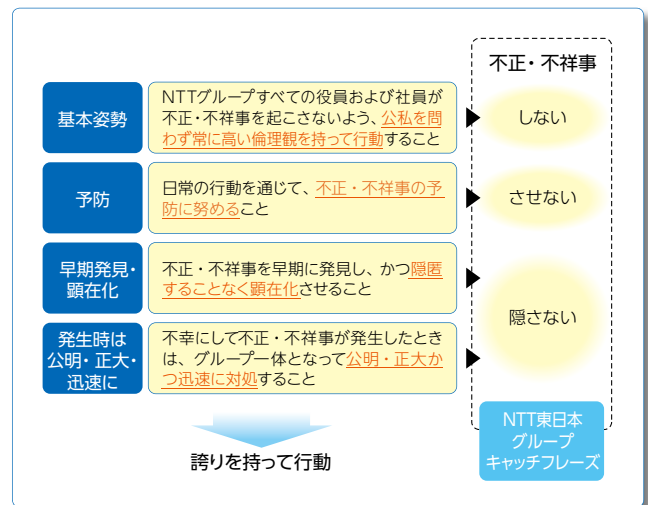 不正・不祥事
基本姿勢
NTTグループすべての役員および社員が
不正・不祥事を起こさないよう、公私を問
わず常に高い倫理観を持って行動すること
しない
予防
日常の行動を通じて、不正・不祥事の予
防に努めること
させない
早期発見・
顕在化
不正・不祥事を早期に発見し、かつ隠匿
することなく顕在化させること
隠さない
発生時は
公明・正大・
迅速に
不幸にして不正・不祥事が発生したとき
は、グループ一体となって公明・正大か
つ迅速に対処すること
誇りを持って行動
NTT東日本
グループ
キャッチフレーズ